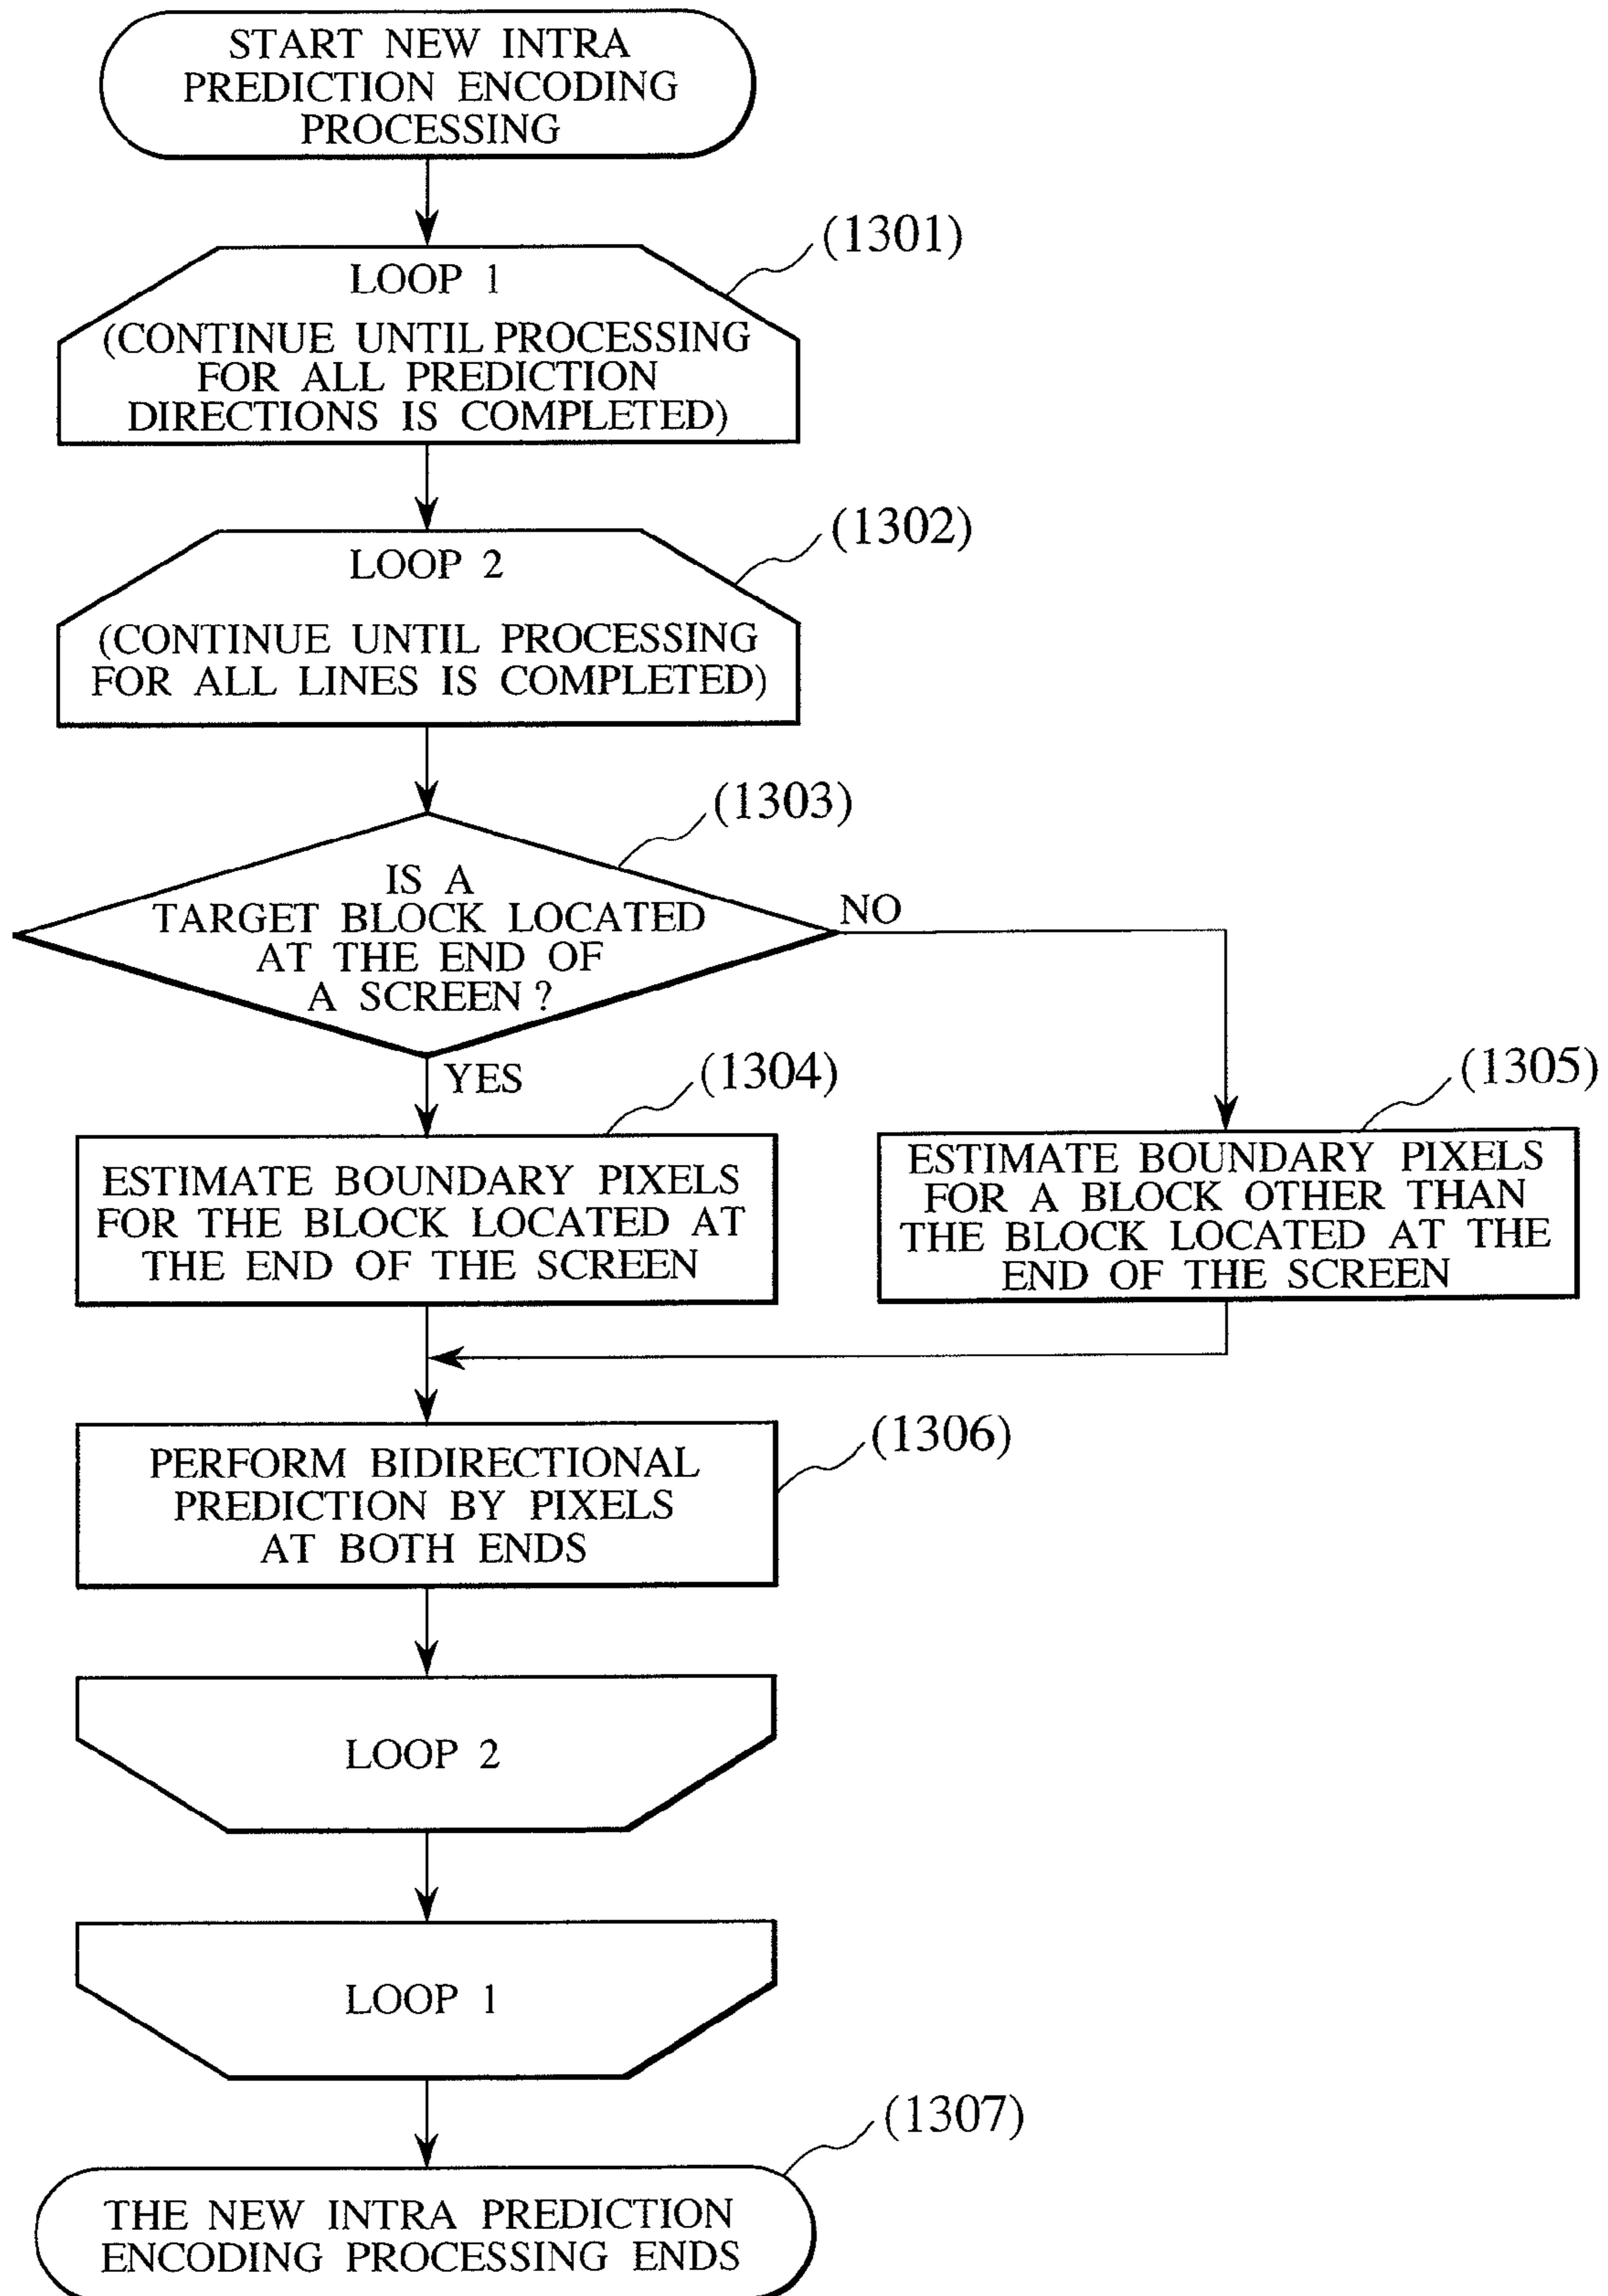 START NEW INTRA
PREDICTION ENCODING
PROCESSING
(1301)
LOOP 1
(CONTINUE UNTIL PROCESSING
FOR ALL PREDICTION
DIRECTIONS IS COMPLETED)
(1302)
LOOP 2
(CONTINUE UNTIL PROCESSING
FOR ALL LINES IS COMPLETED)
(1303)
IS A
TARGET BLOCK LOCATED
AT THE END OF
A SCREEN ?
NO
YES
(1304)
ESTIMATE BOUNDARY PIXELS
FOR THE BLOCK LOCATED AT
THE END OF THE SCREEN
(1305)
ESTIMATE BOUNDARY PIXELS
FOR A BLOCK OTHER THAN
THE BLOCK LOCATED AT THE
END OF THE SCREEN
(1306)
PERFORM BIDIRECTIONAL
PREDICTION BY PIXELS
AT BOTH ENDS
LOOP 2
LOOP 1
(1307)
THE NEW INTRA PREDICTION
ENCODING PROCESSING ENDS